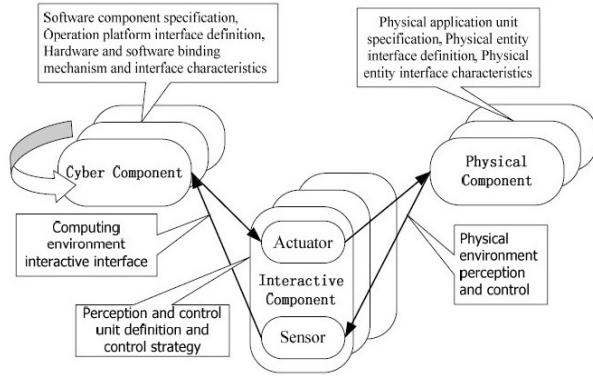 Software component specification,
Operation platform interface definition,
Hardware and software binding
mechanism and interface characteristics
Physical application unit
specification, Physical entity
interface definition, Physical
entity interface characteristics
Cyber Component
Physical
Component
Computing
environment
interactive interface
Actuator
Interactive
Component
Sensor
Physical
environment
perception
and control
Perception and control
unit definition and
control strategy